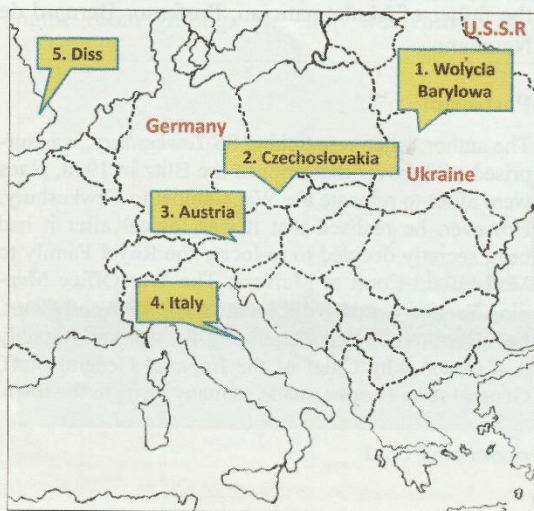 U.S.S.R
5. Diss
1. Wołycia
Barylowa
Germany
2. Czechoslovakia
Ukraine
3. Austria
4. Italy